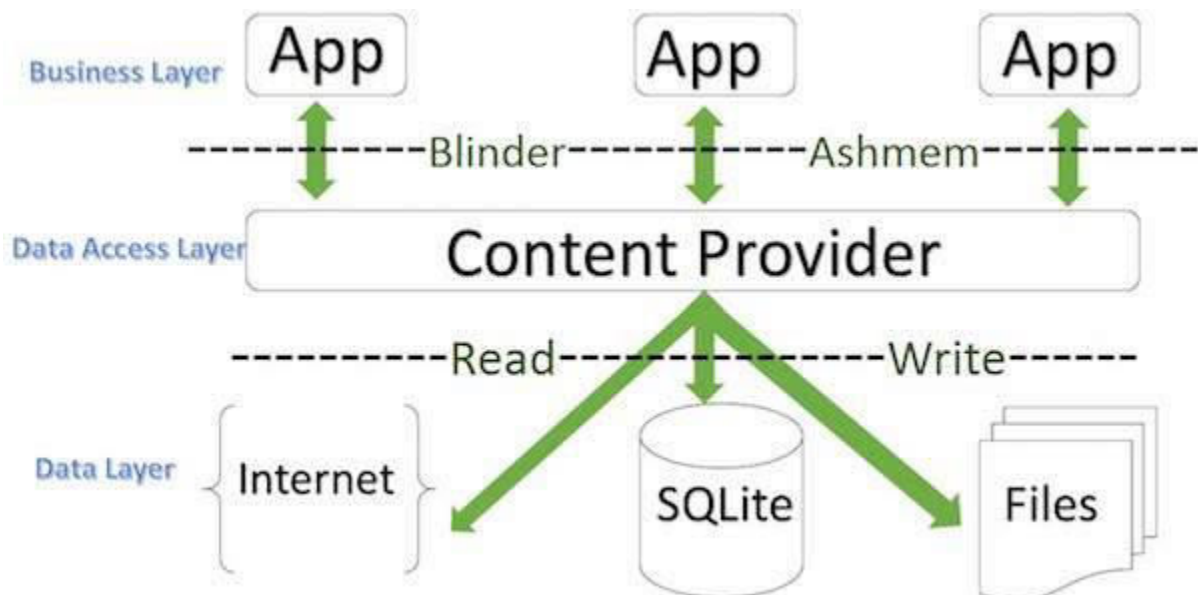 App App App
Business Layer
Blinder Ashmem
Data Access Layer Content Provider
Read Write
Data Layer Internet SQLite Files